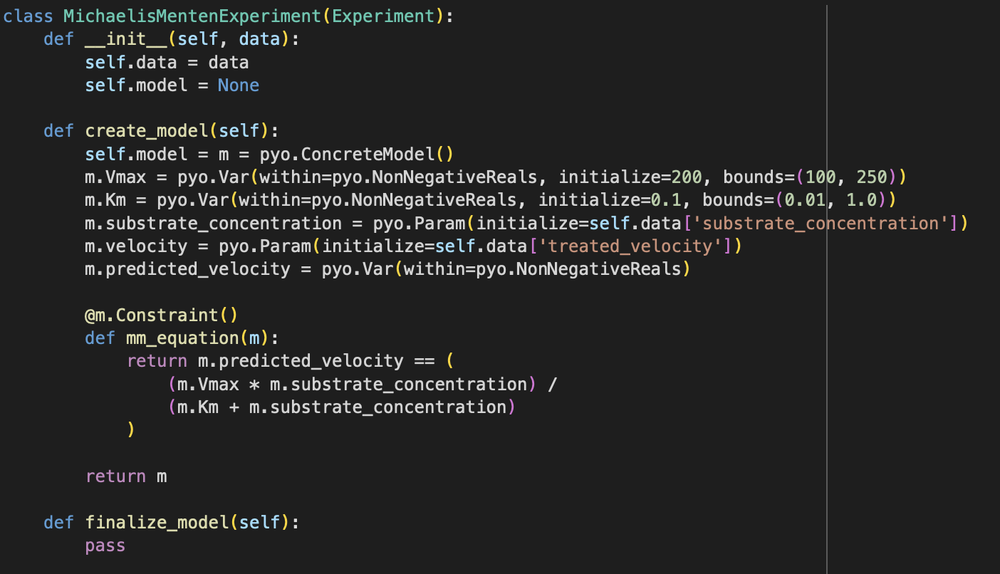 class MichaelisMentenExperiment(Experiment):
    def __init__(self, data):
        self.data = data
        self.model = None

    def create_model(self):
        self.model = m = pyo.ConcreteModel()
        m.Vmax = pyo.Var(within=pyo.NonNegativeReals, initialize=200, bounds=(100, 250))
        m.Km = pyo.Var(within=pyo.NonNegativeReals, initialize=0.1, bounds=(0.01, 1.0))
        m.substrate_concentration = pyo.Param(initialize=self.data['substrate_concentration'])
        m.velocity = pyo.Param(initialize=self.data['treated_velocity'])
        m.predicted_velocity = pyo.Var(within=pyo.NonNegativeReals)

        @m.Constraint()
        def mm_equation(m):
            return m.predicted_velocity == (
                (m.Vmax * m.substrate_concentration) /
                (m.Km + m.substrate_concentration)
            )

        return m

    def finalize_model(self):
        pass